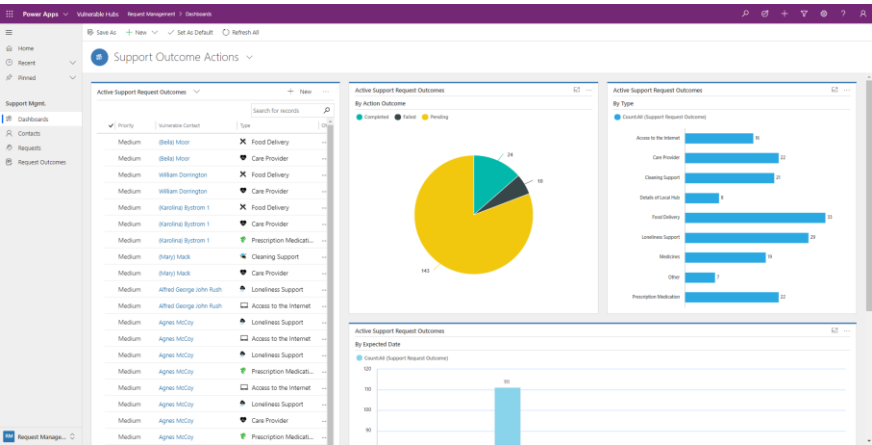 Power Apps Vulnerable Hubs Request Management > Dashboards
Save As New Set As Default Refresh All
Home
Recent
Pinned
Support Mgmt.
Dashboards
Contacts
Requests
Request Outcomes
Request Manage...
Support Outcome Actions
Active Support Request Outcomes New
Search for records
Priority Vulnerable Contact Type
Medium (Bella) Moor Food Delivery
Medium (Bella) Moor Care Provider
Medium William Dorrington Food Delivery
Medium William Dorrington Care Provider
Medium (Karolina) Bystrom 1 Food Delivery
Medium (Karolina) Bystrom 1 Care Provider
Medium (Karolina) Bystrom 1 Prescription Medicati...
Medium (Mary) Mack Cleaning Support
Medium (Mary) Mack Care Provider
Medium Alfred George John Rush Loneliness Support
Medium Alfred George John Rush Access to the Internet
Medium Agnes McCoy Loneliness Support
Medium Agnes McCoy Access to the Internet
Medium Agnes McCoy Loneliness Support
Medium Agnes McCoy Prescription Medicati...
Medium Agnes McCoy Access to the Internet
Medium Agnes McCoy Loneliness Support
Medium Agnes McCoy Care Provider
Medium Agnes McCoy Prescription Medicati...
Active Support Request Outcomes
By Action Outcome
Completed Failed Pending
24
10
143
Active Support Request Outcomes
By Type
Count:All (Support Request Outcome)
Access to the Internet 16
Care Provider 22
Cleaning Support 21
Details of Local Hub 8
Food Delivery 33
Loneliness Support 29
Medicines 19
Other 7
Prescription Medication 22
Active Support Request Outcomes
By Expected Date
Count:All (Support Request Outcome)
120
110
100
90